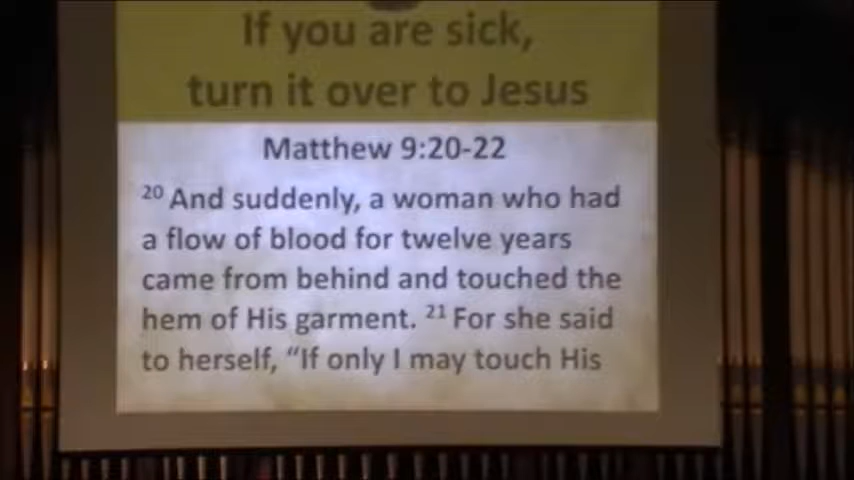 If you are sick,
turn it over to Jesus
Matthew 9:20-22
20 And suddenly, a woman who had
a flow of blood for twelve years
came from behind and touched the
hem of His garment. 21 For she said
to herself, “If only I may touch His